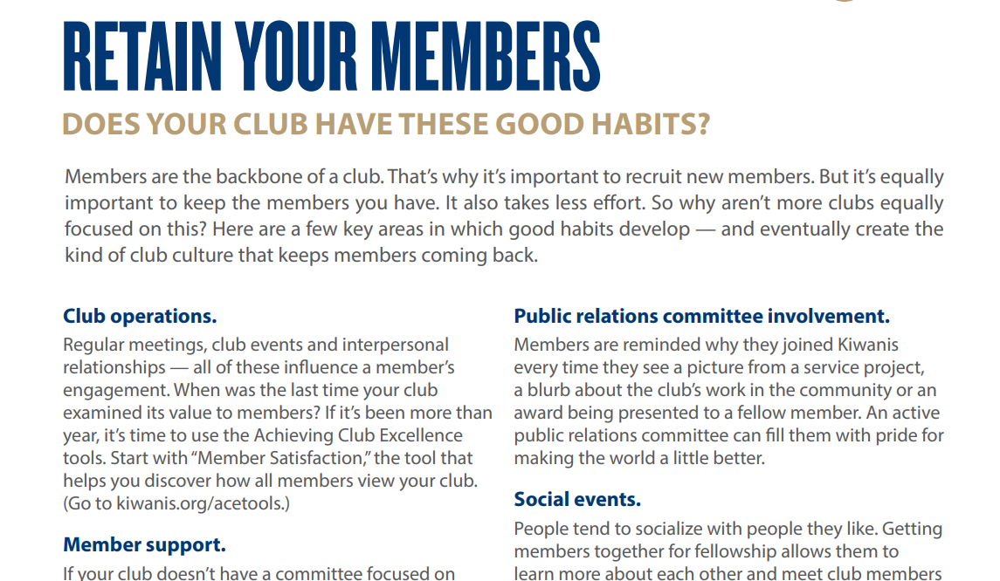 RETAIN YOUR MEMBERS
DOES YOUR CLUB HAVE THESE GOOD HABITS?
Members are the backbone of a club. That’s why it’s important to recruit new members. But it’s equally
important to keep the members you have. It also takes less effort. So why aren’t more clubs equally
focused on this? Here are a few key areas in which good habits develop — and eventually create the
kind of club culture that keeps members coming back.
Club operations.
Regular meetings, club events and interpersonal
relationships — all of these influence a member’s
engagement. When was the last time your club
examined its value to members? If it’s been more than
year, it’s time to use the Achieving Club Excellence
tools. Start with “Member Satisfaction,” the tool that
helps you discover how all members view your club.
(Go to kiwanis.org/acetools.)
Member support.
If your club doesn’t have a committee focused on
Public relations committee involvement.
Members are reminded why they joined Kiwanis
every time they see a picture from a service project,
a blurb about the club’s work in the community or an
award being presented to a fellow member. An active
public relations committee can fill them with pride for
making the world a little better.
Social events.
People tend to socialize with people they like. Getting
members together for fellowship allows them to
learn more about each other and meet club members